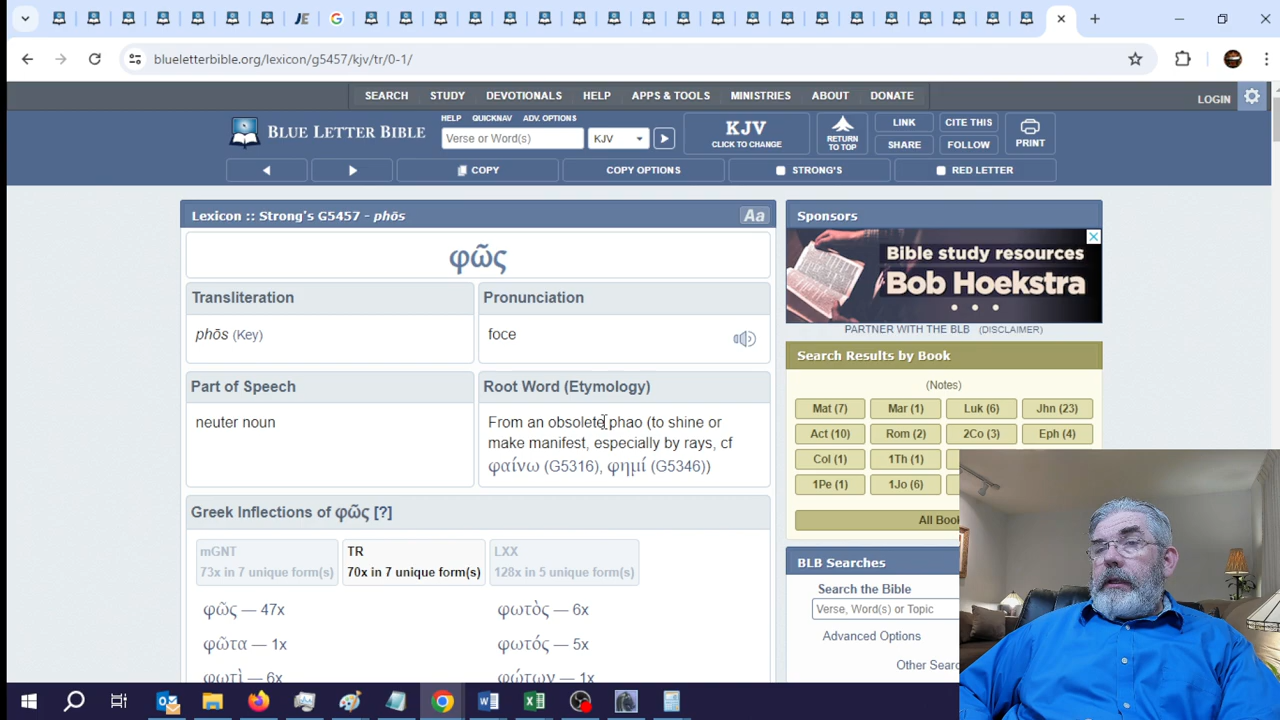 blueletterbible.org/lexicon/g5457/kjv/tr/0-1/
SEARCH STUDY DEVOTIONALS HELP APPS & TOOLS MINISTRIES ABOUT DONATE
LOGIN
BLUE LETTER BIBLE
HELP QUICKNAV ADV. OPTIONS
Verse or Word(s) KJV
KJV
CLICK TO CHANGE
RETURN
TO TOP
LINK CITE THIS
SHARE FOLLOW
PRINT
COPY COPY OPTIONS STRONG'S RED LETTER
Lexicon :: Strong's G5457 - phōs
Aa
φῶς
Transliteration
phōs (Key)
Pronunciation
foce
Part of Speech
neuter noun
Root Word (Etymology)
From an obsolete phao (to shine or
make manifest, especially by rays, cf
φαίνω (G5316), φημί (G5346))
Greek Inflections of φῶς [?]
mGNT
73x in 7 unique form(s)
TR
70x in 7 unique form(s)
LXX
128x in 5 unique form(s)
φῶς — 47x
φωτὸς — 6x
φῶτα — 1x
φωτός — 5x
φωτὶ — 6x
φώτων — 1x
Sponsors
Bible study resources
Bob Hoekstra
PARTNER WITH THE BLB (DISCLAIMER)
Search Results by Book
(Notes)
Mat (7) Mar (1) Luk (6) Jhn (23)
Act (10) Rom (2) 2Co (3) Eph (4)
Col (1) 1Th (1)
1Pe (1) 1Jo (6)
All Book
BLB Searches
Search the Bible
Verse, Word(s) or Topic
Advanced Options
Other Sear